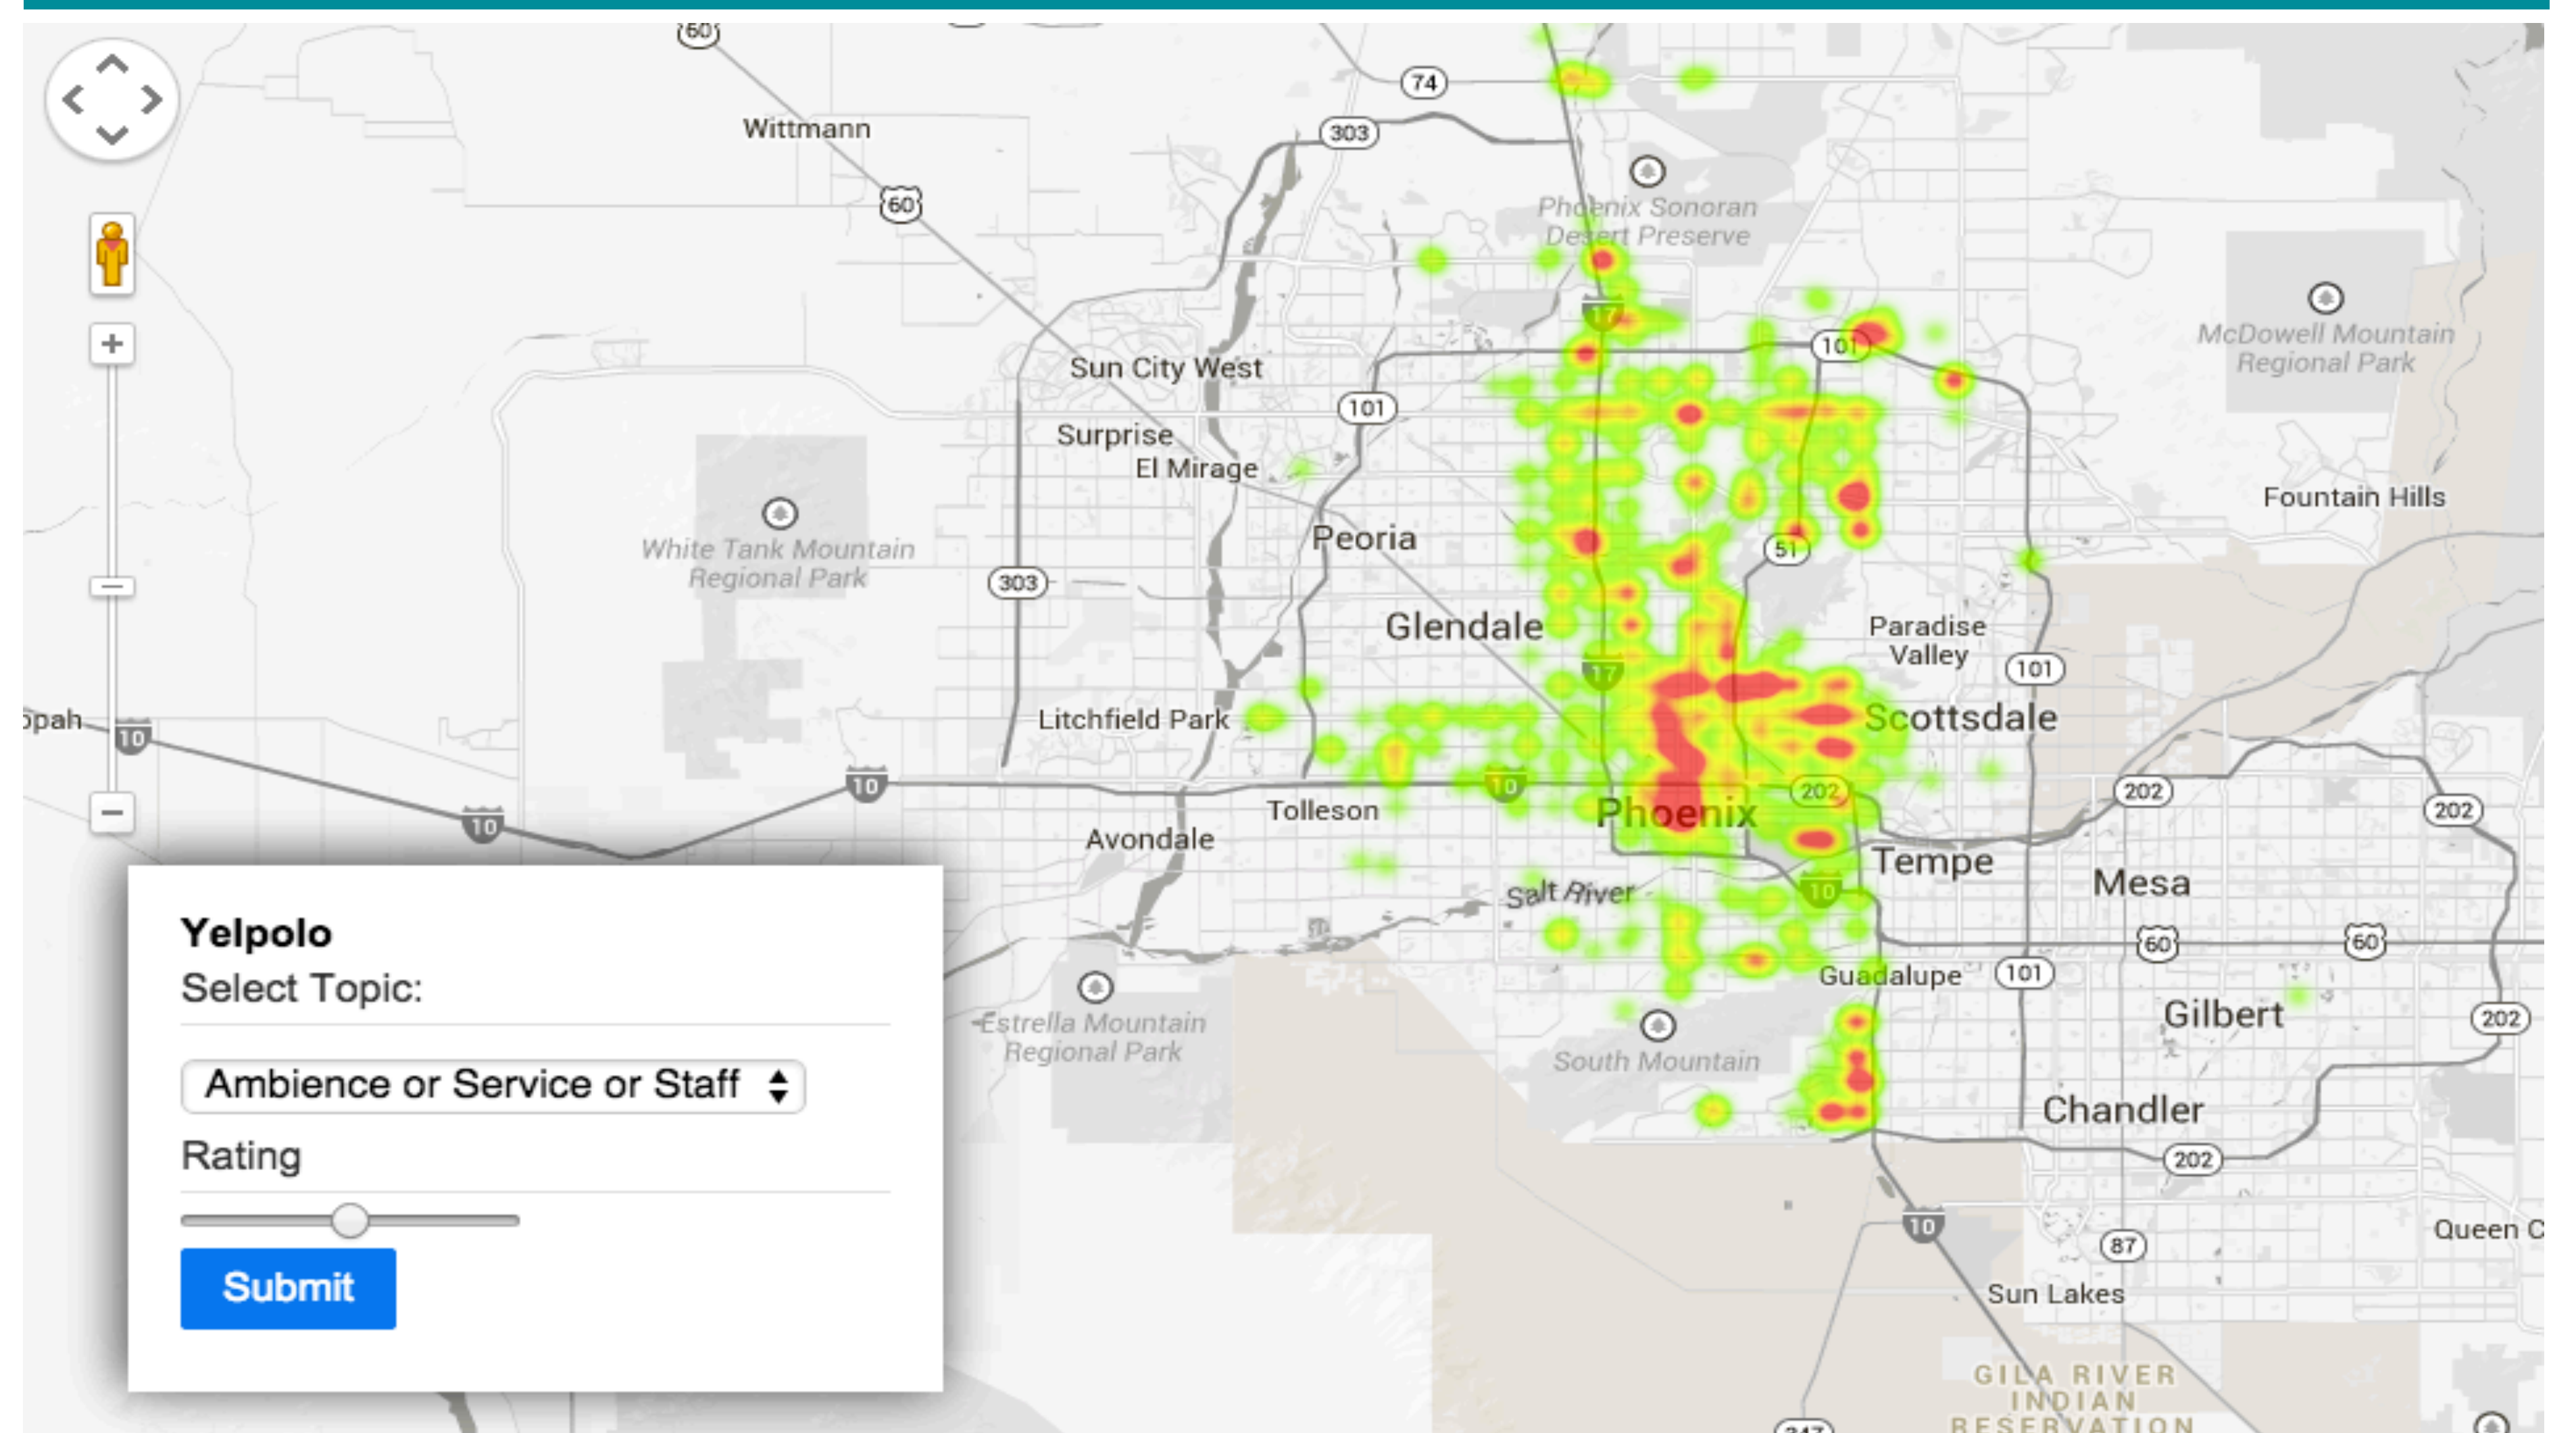 60
74
303
Wittmann
60
Phoenix Sonoran
Desert Preserve
17
101
McDowell Mountain
Regional Park
Sun City West
101
Surprise
El Mirage
Fountain Hills
White Tank Mountain
Regional Park
Peoria
51
303
Glendale
Paradise
Valley
17
101
Litchfield Park
Scottsdale
opah
10
10
10
10
202
202
202
Tolleson
Phoenix
Avondale
Tempe
Mesa
Salt River
10
60
60
Guadalupe
101
Estrella Mountain
Regional Park
South Mountain
Gilbert
202
Chandler
202
10
87
Queen C
Sun Lakes
GILA RIVER
INDIAN
RESERVATION
347
Yelpolo
Select Topic:
Ambience or Service or Staff
Rating
Submit